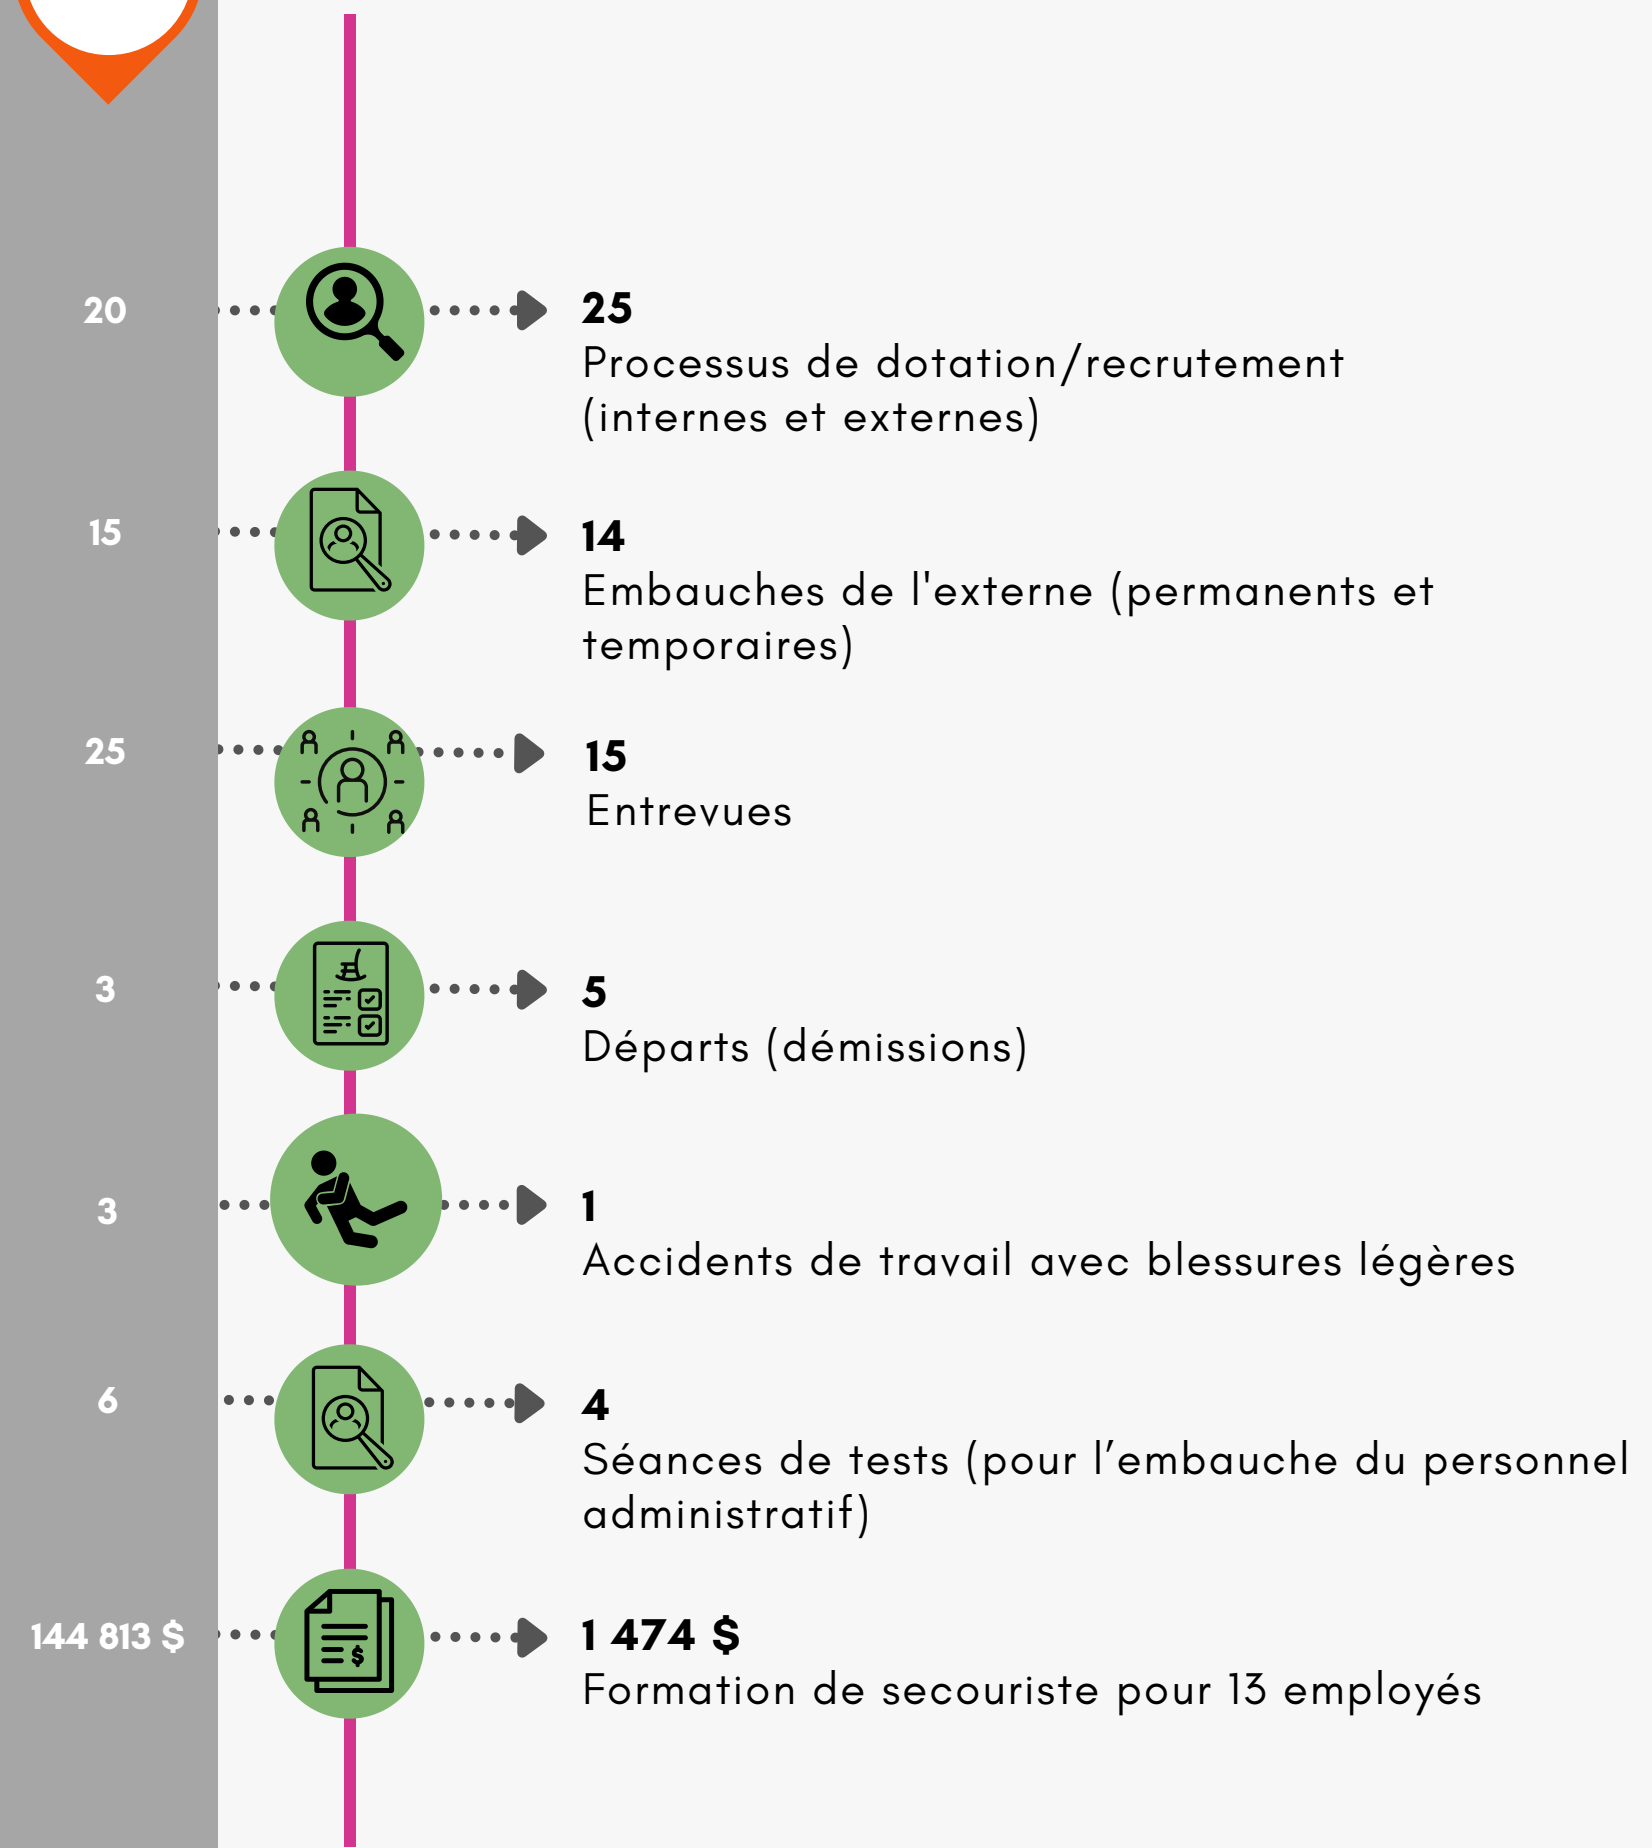 20
25
Processus de dotation/recrutement
(internes et externes)
15
14
Embauches de l'externe (permanents et
temporaires)
25
15
Entrevues
3
5
Départs (démissions)
3
1
Accidents de travail avec blessures légères
6
4
Séances de tests (pour l’embauche du personnel
administratif)
144 813 $
1 474 $
Formation de secouriste pour 13 employés